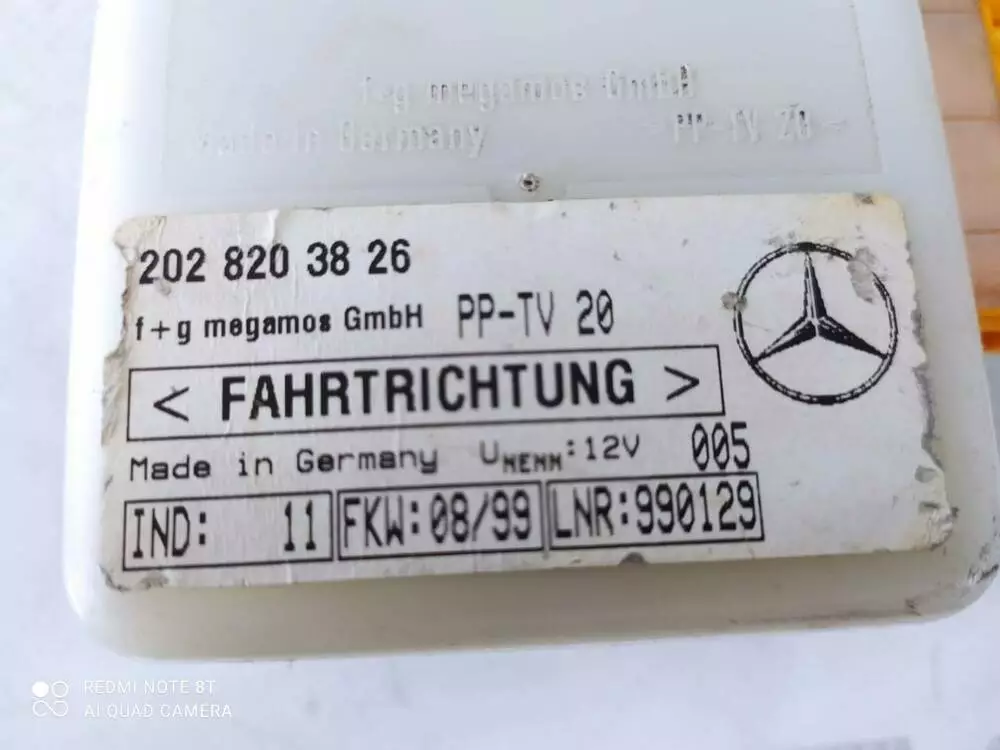 f+g megamos GmbH
Made in Germany PP-TV 20
202 820 38 26
f+g megamos GmbH PP-TV 20
< FAHRTRICHTUNG >
Made in Germany UNENN:12V 005
IND: 11 FKW:08/99 LNR:990129
REDMI NOTE 8T
AI QUAD CAMERA